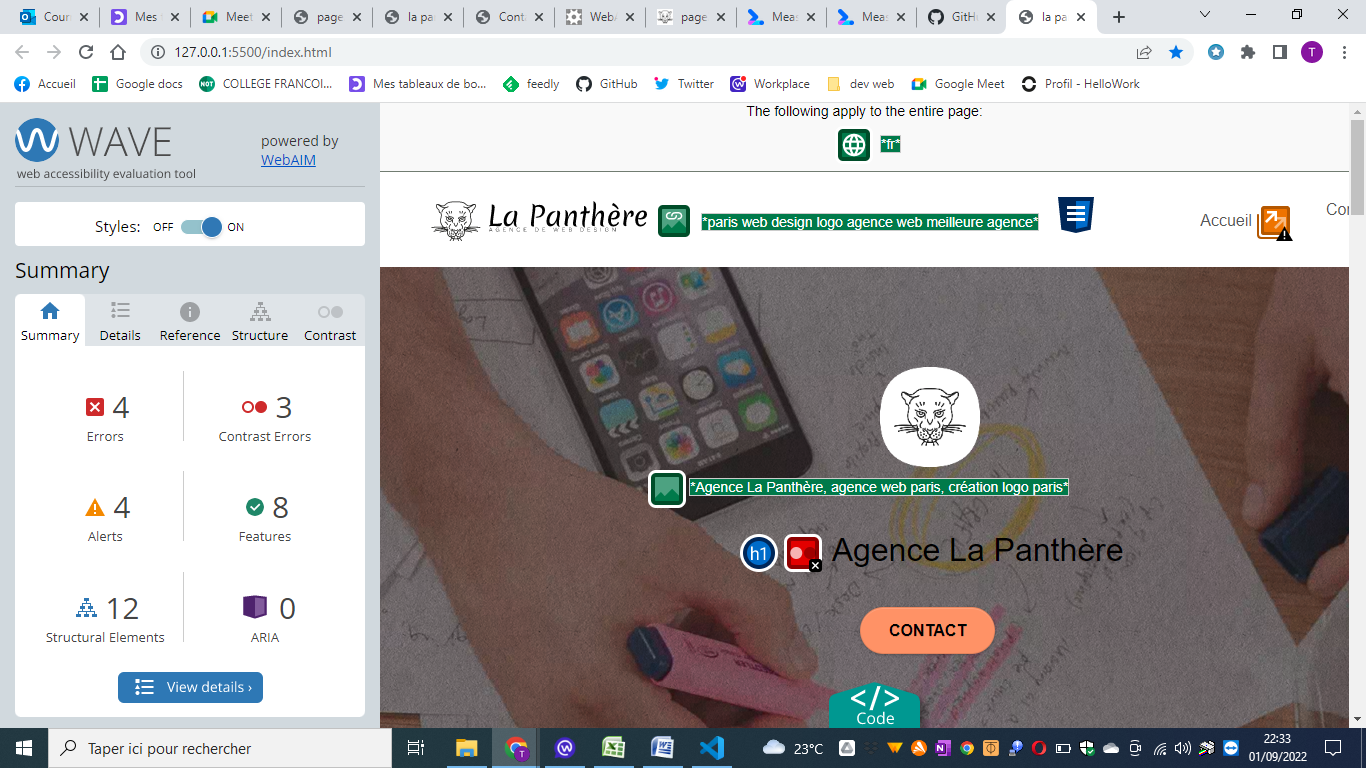 Cour
Mes t
Meet
page
la pa
Cont
WebA
page
Meas
Meas
GitH
la pa
127.0.0.1:5500/index.html
T
Accueil
Google docs
COLLEGE FRANCOI...
Mes tableaux de bo...
feedly
GitHub
Twitter
Workplace
dev web
Google Meet
Profil - HelloWork
WAVE
web accessibility evaluation tool
powered by
WebAIM
Styles: OFF ON
Summary
Summary
Details
Reference
Structure
Contrast
4
Errors
3
Contrast Errors
4
Alerts
8
Features
12
Structural Elements
0
ARIA
View details ›
The following apply to the entire page:
*fr*
La Panthère
AGENCE DE WEB DESIGN
*paris web design logo agence web meilleure agence*
Accueil
Cor
*Agence La Panthère, agence web paris, création logo paris*
h1
Agence La Panthère
CONTACT
</>
Code
Taper ici pour rechercher
23°C
22:33
01/09/2022